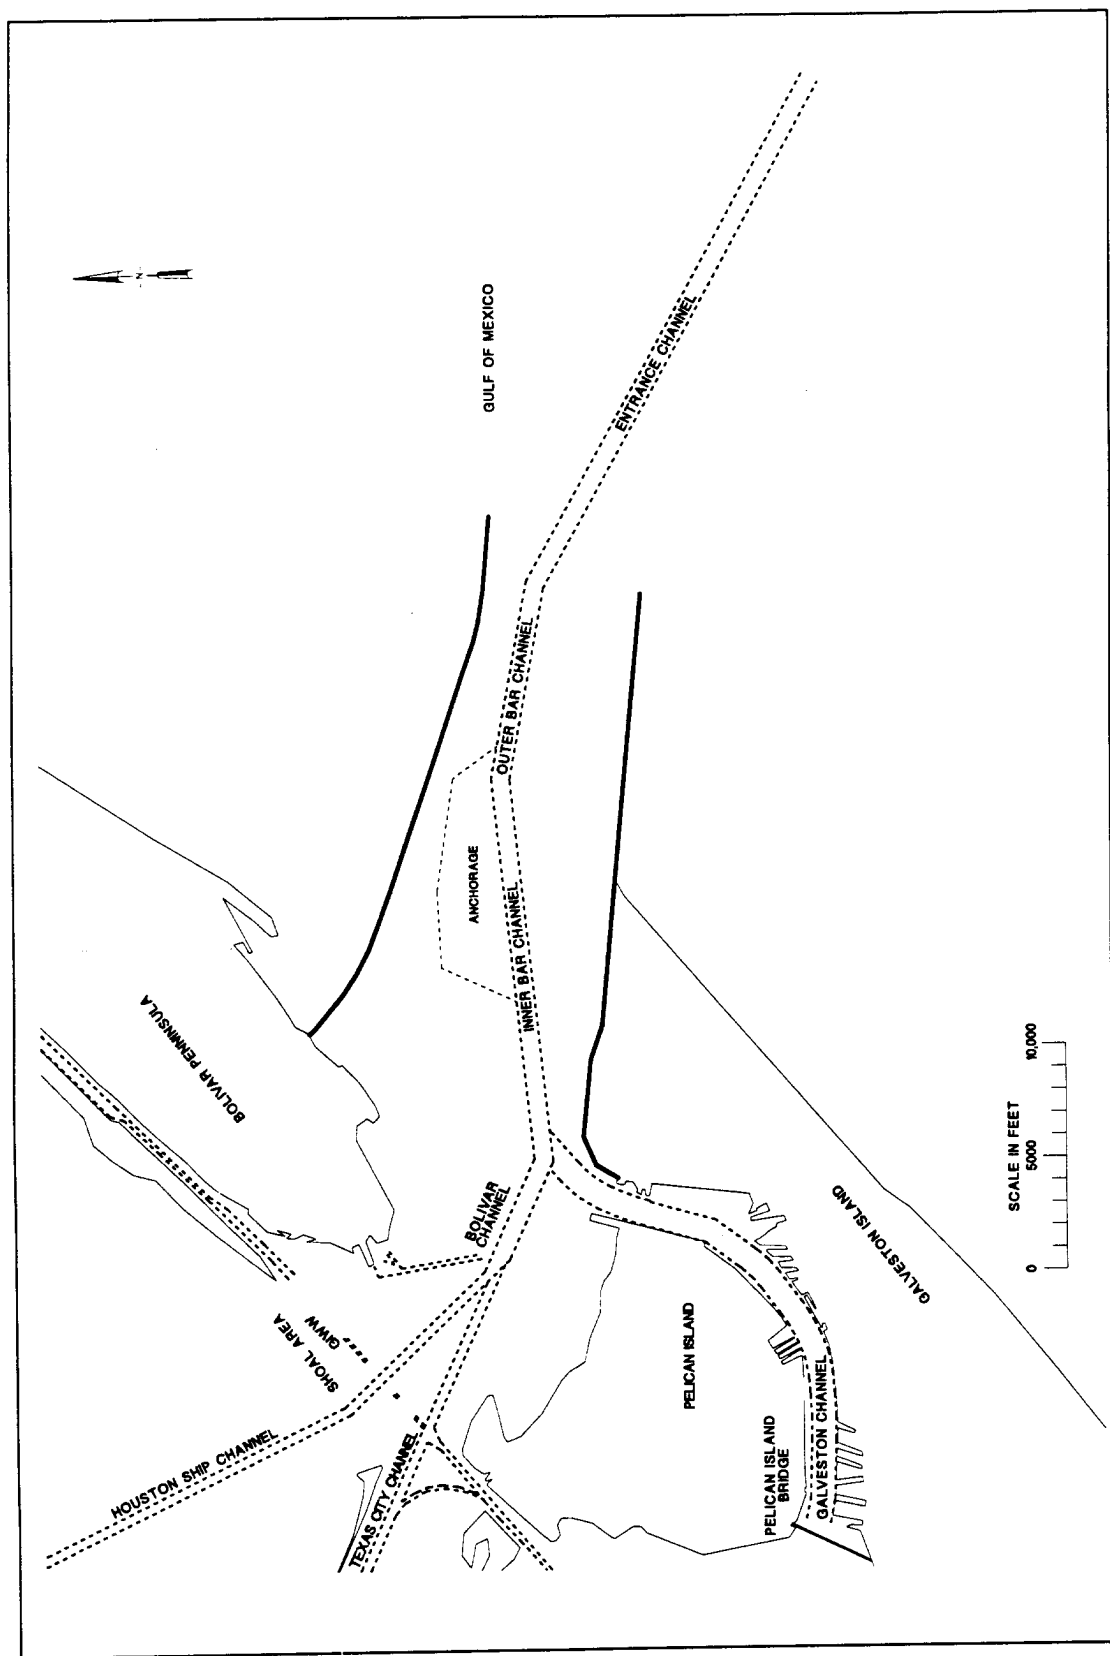 N
GULF OF MEXICO
ENTRANCE CHANNEL
OUTER BAR CHANNEL
ANCHORAGE
INNER BAR CHANNEL
BOLIVAR PENINSULA
BOLIVAR
CHANNEL
GIWW
SHOAL AREA
HOUSTON SHIP CHANNEL
TEXAS CITY CHANNEL
PELICAN ISLAND
PELICAN ISLAND
BRIDGE
GALVESTON CHANNEL
GALVESTON ISLAND
SCALE IN FEET
0 5000 10,000